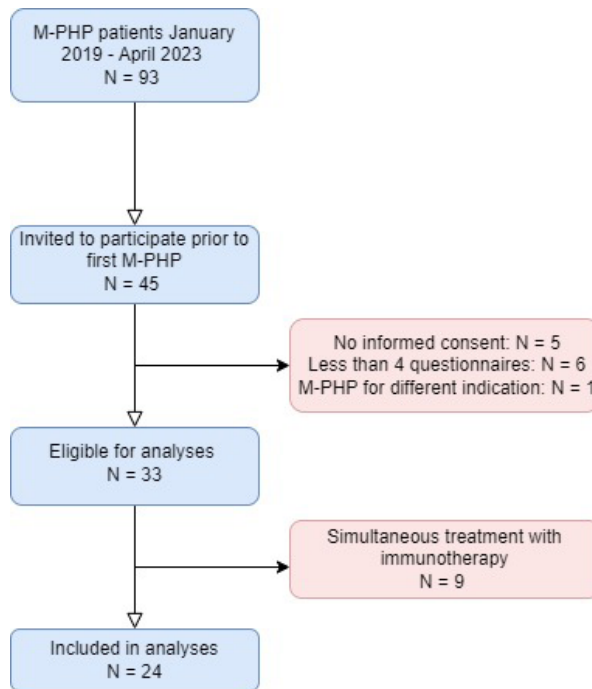 M-PHP patients January
2019 - April 2023
N = 93
Invited to participate prior to
first M-PHP
N = 45
No informed consent: N = 5
Less than 4 questionnaires: N = 6
M-PHP for different indication: N = 1
Eligible for analyses
N = 33
Simultaneous treatment with
immunotherapy
N = 9
Included in analyses
N = 24